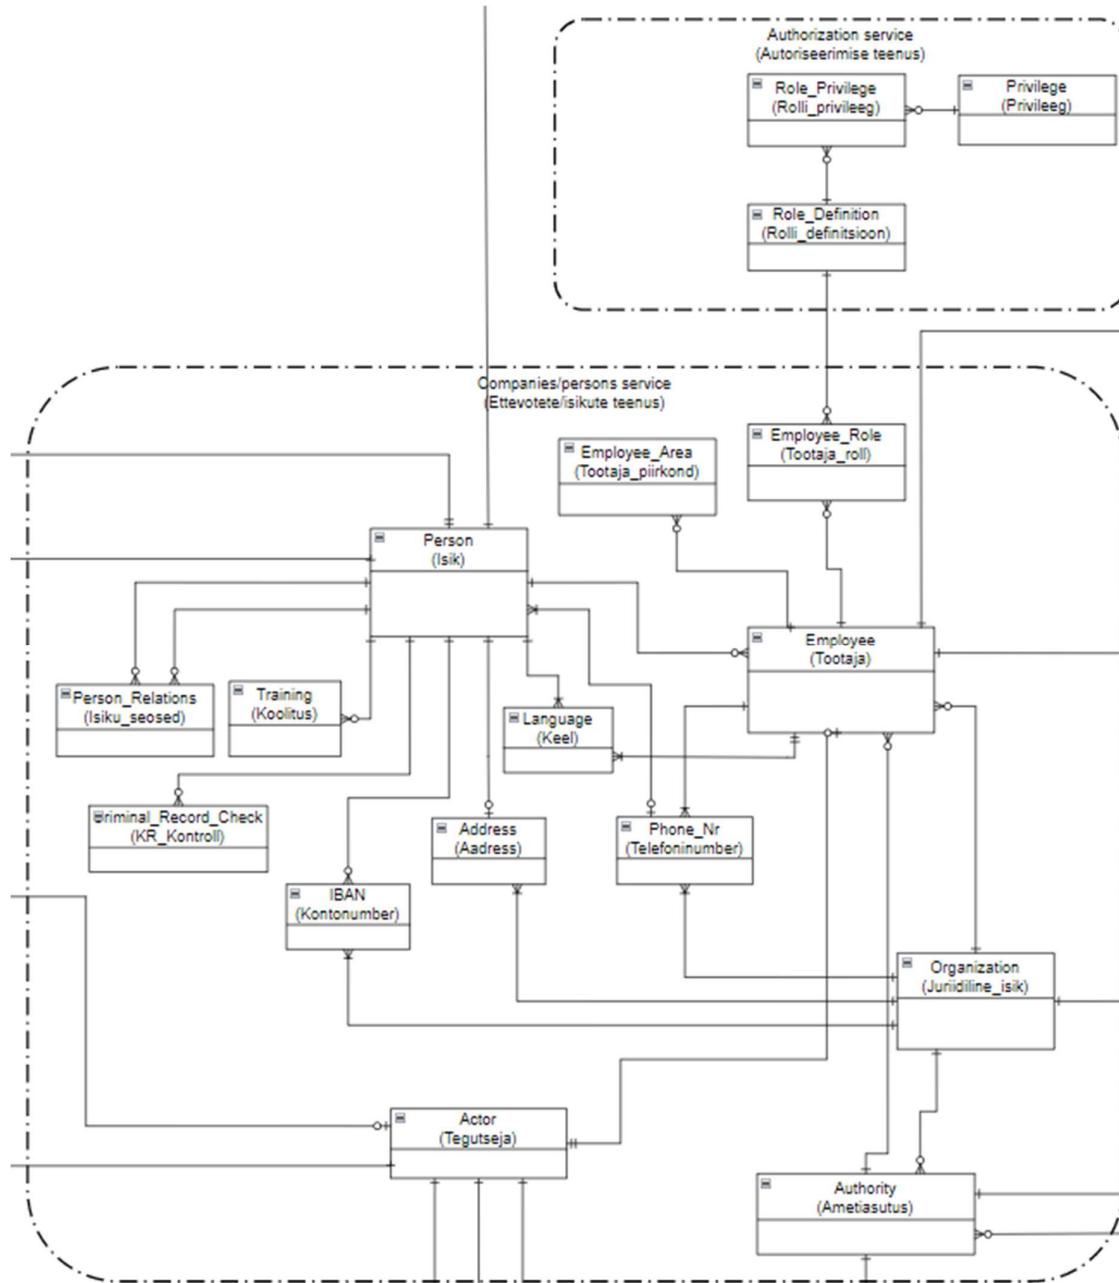 Authorization service
(Autoriseerimise teenus)
Role_Privilege
(Rolli_privileeg)
Privilege
(Privileeg)
Role_Definition
(Rolli_definitsioon)
Companies/persons service
(Ettevotete/isikute teenus)
Employee_Area
(Tootaja_piirkond)
Employee_Role
(Tootaja_roll)
Person
(Isik)
Employee
(Tootaja)
Person_Relations
(Isiku_seosed)
Training
(Koolitus)
Language
(Keel)
Criminal_Record_Check
(KR_Kontroll)
Address
(Aadress)
Phone_Nr
(Telefoninumber)
IBAN
(Kontonumber)
Organization
(Juriidiline_isik)
Actor
(Tegutseja)
Authority
(Ametiasutus)